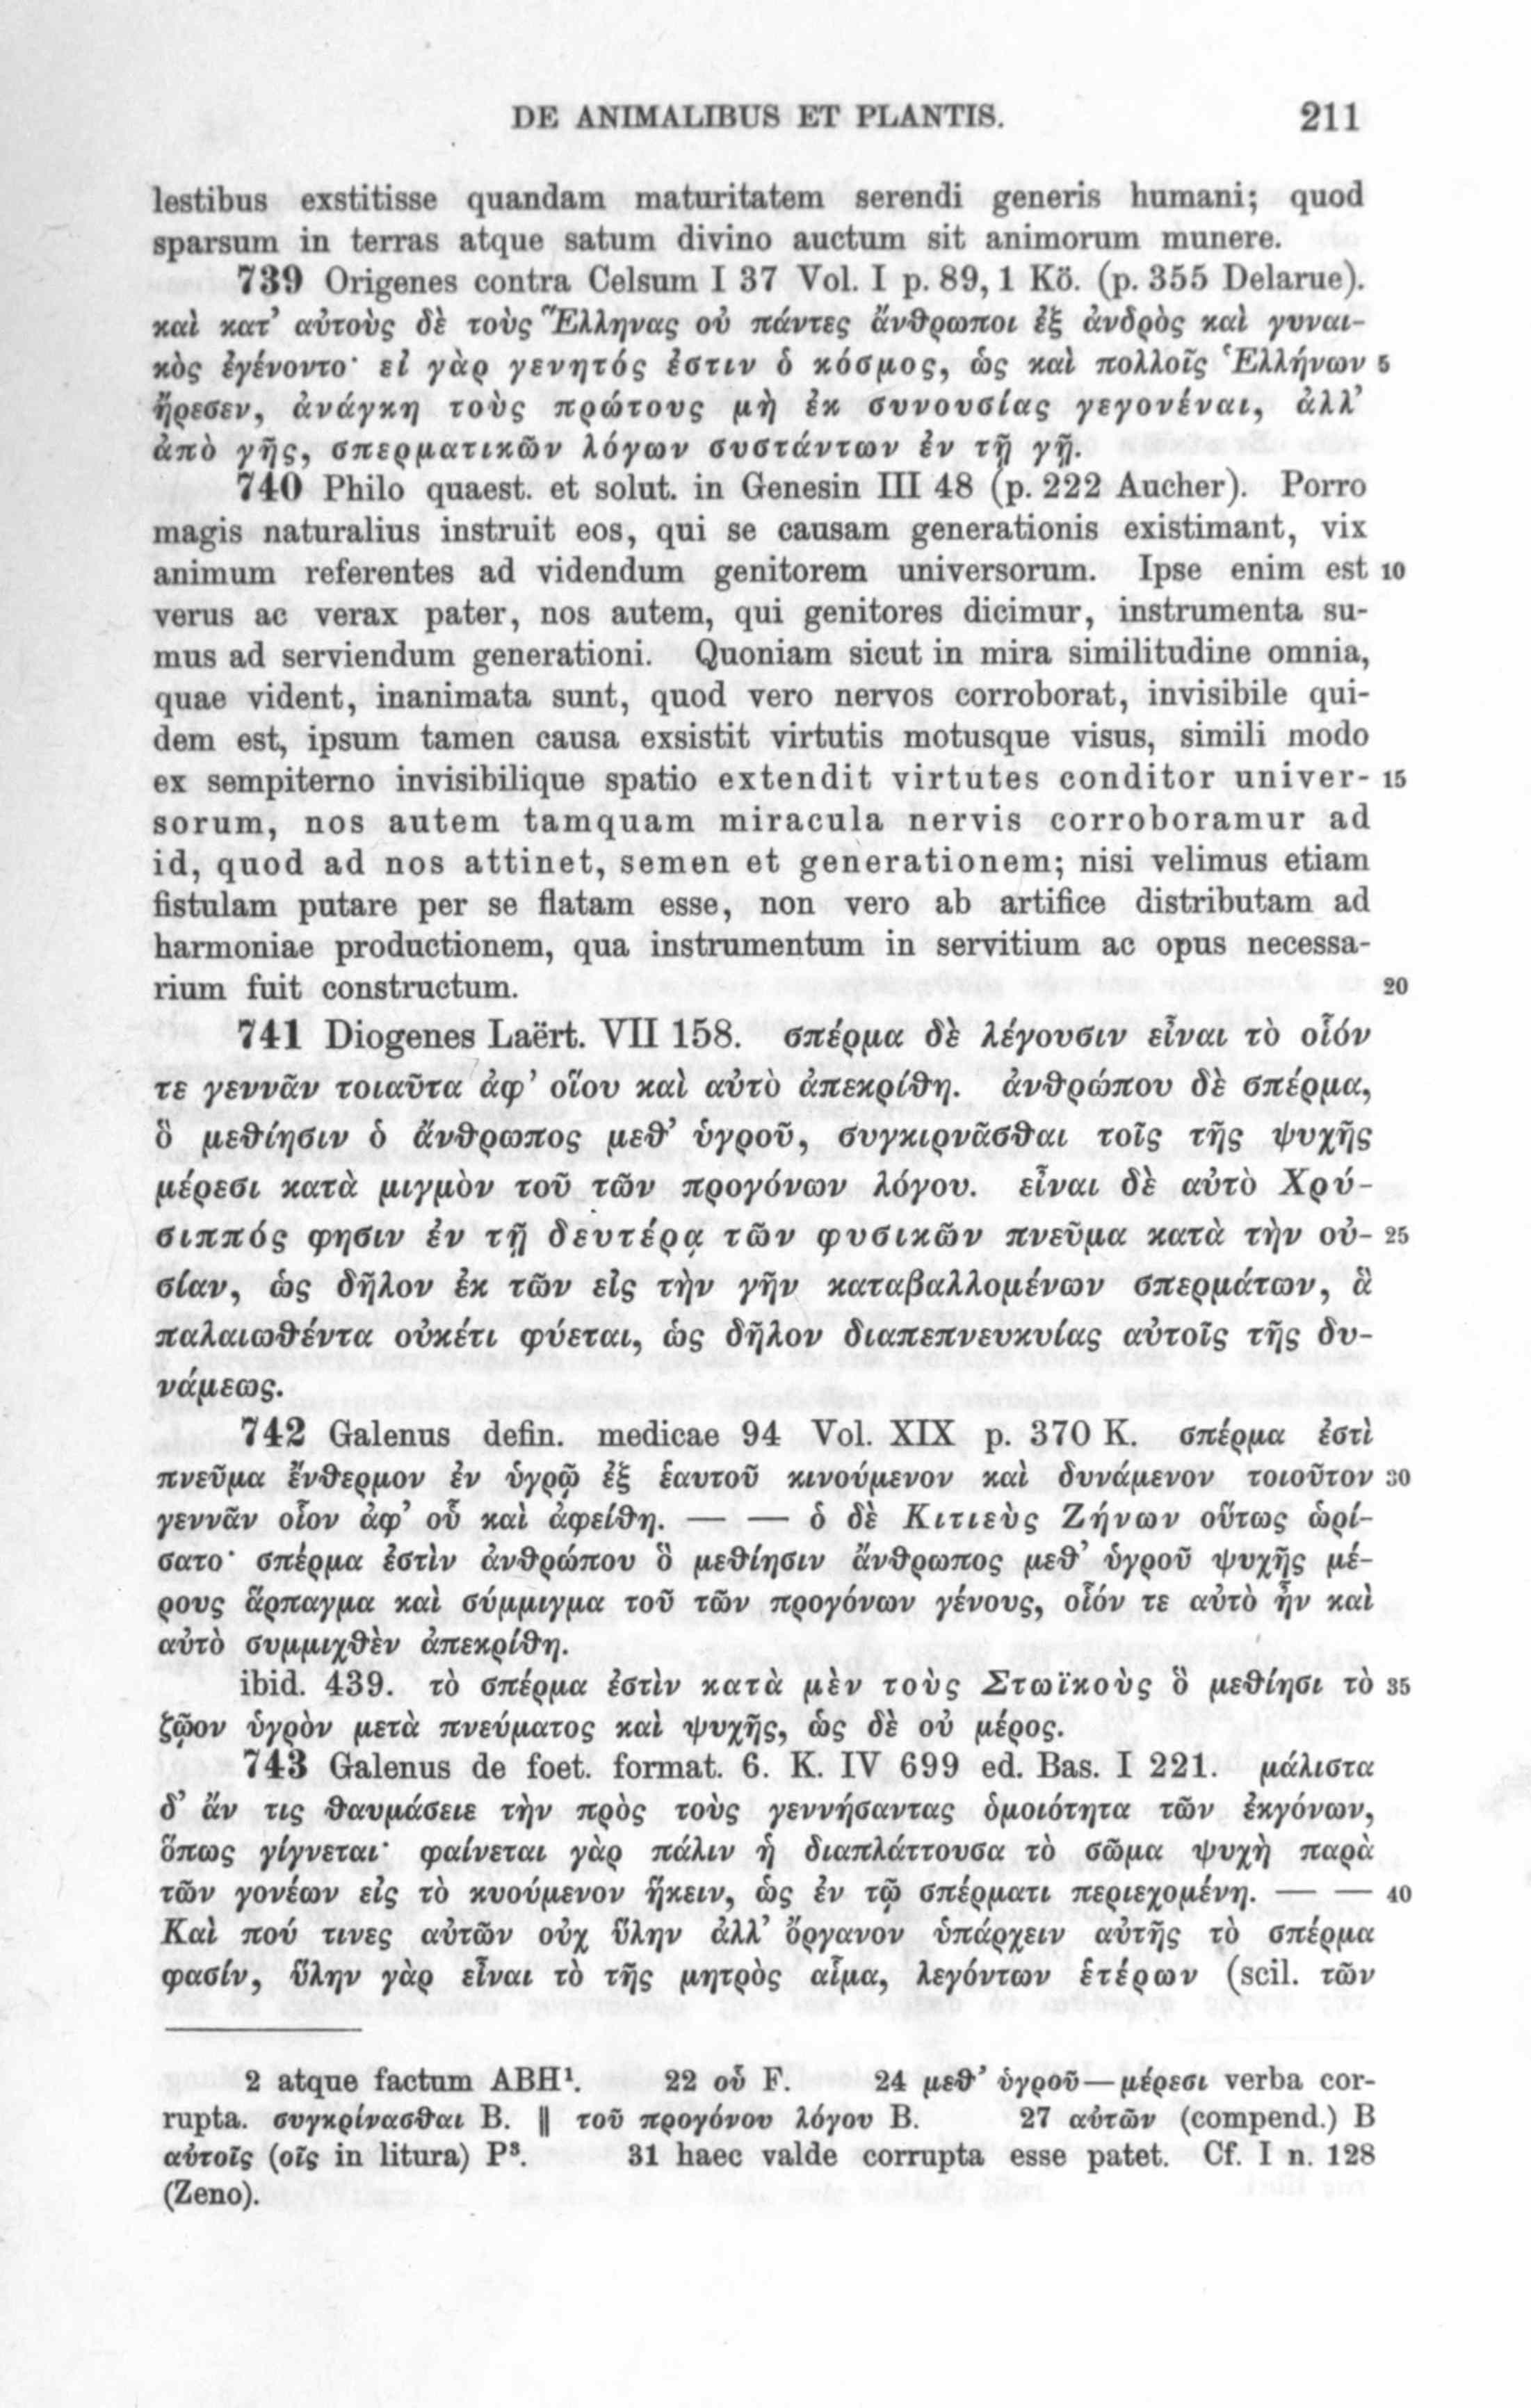 DE ANIMALIBUS ET PLANTIS. 211
lestibus exstitisse quandam maturitatem serendi generis humani; quod
sparsum in terras atque satum divino auctum sit animorum munere.
739 Origenes contra Celsum I 37 Vol. I p. 89, 1 Kö. (p. 355 Delarue).
καὶ κατ’ αὐτοὺς δὲ τοὺς Ἕλληνας οὐ πάντες ἄνθρωποι ἐξ ἀνδρὸς καὶ γυναι-
κὸς ἐγένοντο· εἰ γὰρ γενητός ἐστιν ὁ κόσμος, ὡς καὶ πολλοῖς Ἑλλήνων 5
ἤρεσεν, ἀνάγκη τοὺς πρώτους μὴ ἐκ συνουσίας γεγονέναι, ἀλλ’
ἀπὸ γῆς, σπερματικῶν λόγων συστάντων ἐν τῇ γῇ.
740 Philo quaest. et solut. in Genesin III 48 (p. 222 Aucher). Porro
magis naturalius instruit eos, qui se causam generationis existimant, vix
animum referentes ad videndum genitorem universorum. Ipse enim est 10
verus ac verax pater, nos autem, qui genitores dicimur, instrumenta su-
mus ad serviendum generationi. Quoniam sicut in mira similitudine omnia,
quae vident, inanimata sunt, quod vero nervos corroborat, invisibile qui-
dem est, ipsum tamen causa exsistit virtutis motusque visus, simili modo
ex sempiterno invisibilique spatio extendit virtutes conditor univer- 15
sorum, nos autem tamquam miracula nervis corroboramur ad
id, quod ad nos attinet, semen et generationem; nisi velimus etiam
fistulam putare per se flatam esse, non vero ab artifice distributam ad
harmoniae productionem, qua instrumentum in servitium ac opus necessa-
rium fuit constructum. 20
741 Diogenes Laërt. VII 158. σπέρμα δὲ λέγουσιν εἶναι τὸ οἷόν
τε γεννᾶν τοιαῦτα ἀφ’ οἵου καὶ αὐτὸ ἀπεκρίθη. ἀνθρώπου δὲ σπέρμα,
ὃ μεθίησιν ὁ ἄνθρωπος μεθ’ ὑγροῦ, συγκιρνᾶσθαι τοῖς τῆς ψυχῆς
μέρεσι κατὰ μιγμὸν τοῦ τῶν προγόνων λόγου. εἶναι δὲ αὐτὸ Χρύ-
σιππός φησιν ἐν τῇ δευτέρᾳ τῶν φυσικῶν πνεῦμα κατὰ τὴν οὐ- 25
σίαν, ὡς δῆλον ἐκ τῶν εἰς τὴν γῆν καταβαλλομένων σπερμάτων, ἃ
παλαιωθέντα οὐκέτι φύεται, ὡς δῆλον διαπεπνευκυίας αὐτοῖς τῆς δυ-
νάμεως.
742 Galenus defin. medicae 94 Vol. XIX p. 370 K. σπέρμα ἐστὶ
πνεῦμα ἔνθερμον ἐν ὑγρῷ ἐξ ἑαυτοῦ κινούμενον καὶ δυνάμενον τοιοῦτον 30
γεννᾶν οἷον ἀφ’ οὗ καὶ ἀφείθη. — — ὁ δὲ Κιτιεὺς Ζήνων οὕτως ὡρί-
σατο· σπέρμα ἐστὶν ἀνθρώπου ὃ μεθίησιν ἄνθρωπος μεθ’ ὑγροῦ ψυχῆς μέ-
ρους ἅρπαγμα καὶ σύμμιγμα τοῦ τῶν προγόνων γένους, οἷόν τε αὐτὸ ἦν καὶ
αὐτὸ συμμιχθὲν ἀπεκρίθη.
ibid. 439. τὸ σπέρμα ἐστὶν κατὰ μὲν τοὺς Στωϊκοὺς ὃ μεθίησι τὸ 35
ζῷον ὑγρὸν μετὰ πνεύματος καὶ ψυχῆς, ὡς δὲ οὐ μέρος.
743 Galenus de foet. format. 6. K. IV 699 ed. Bas. I 221. μάλιστα
δ’ ἄν τις θαυμάσειε τὴν πρὸς τοὺς γεννήσαντας ὁμοιότητα τῶν ἐκγόνων,
ὅπως γίγνεται· φαίνεται γὰρ πάλιν ἡ διαπλάττουσα τὸ σῶμα ψυχὴ παρὰ
τῶν γονέων εἰς τὸ κυούμενον ἥκειν, ὡς ἐν τῷ σπέρματι περιεχομένη. — — 40
Καὶ πού τινες αὐτῶν οὐχ ὕλην ἀλλ’ ὄργανον ὑπάρχειν αὐτῆς τὸ σπέρμα
φασίν, ὕλην γὰρ εἶναι τὸ τῆς μητρὸς αἷμα, λεγόντων ἑτέρων (scil. τῶν
2 atque factum ABH¹. 22 οὗ F. 24 μεθ’ ὑγροῦ—μέρεσι verba cor-
rupta. συγκρίνασθαι B. || τοῦ προγόνου λόγου B. 27 αὐτῶν (compend.) B
αὐτοῖς (οῖς in litura) P³. 31 haec valde corrupta esse patet. Cf. I n. 128
(Zeno).